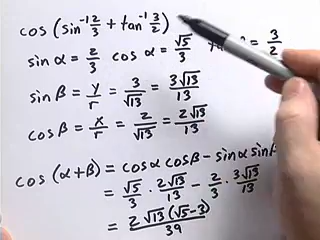 cos (sin⁻¹ 2/3 + tan⁻¹ 3/2)
sin α = 2/3 cos α = √5/3 = 3/2
sin β = y/r = 3/√13 = 3√13/13
cos β = x/r = 2/√13 = 2√13/13
cos (α+β) = cos α cos β − sin α sin β
= √5/3 · 2√13/13 − 2/3 · 3√13/13
= 2√13 (√5−3)/39